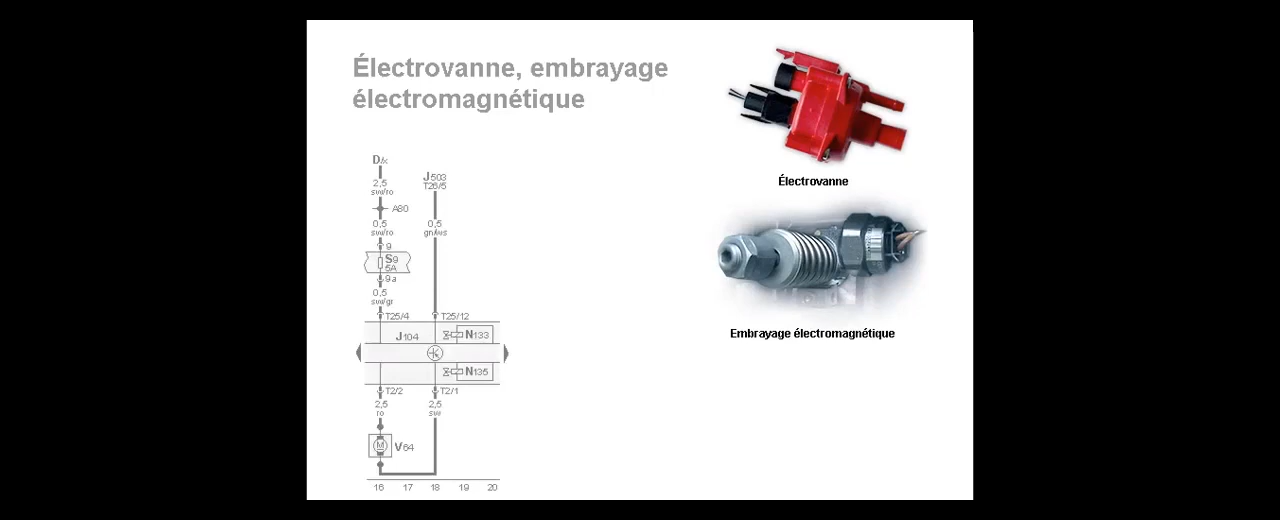 Électrovanne, embrayage
électromagnétique
Électrovanne
Embrayage électromagnétique
D/x
2,5
sw/ro
A80
0,5
sw/ro
9
S9
5A
9a
0,5
sw/gr
T25/4
J503
T26/5
0,5
gn/ws
T25/12
J104
N133
N135
T2/2
T2/1
2,5
ro
2,5
sw
M
V64
16 17 18 19 20